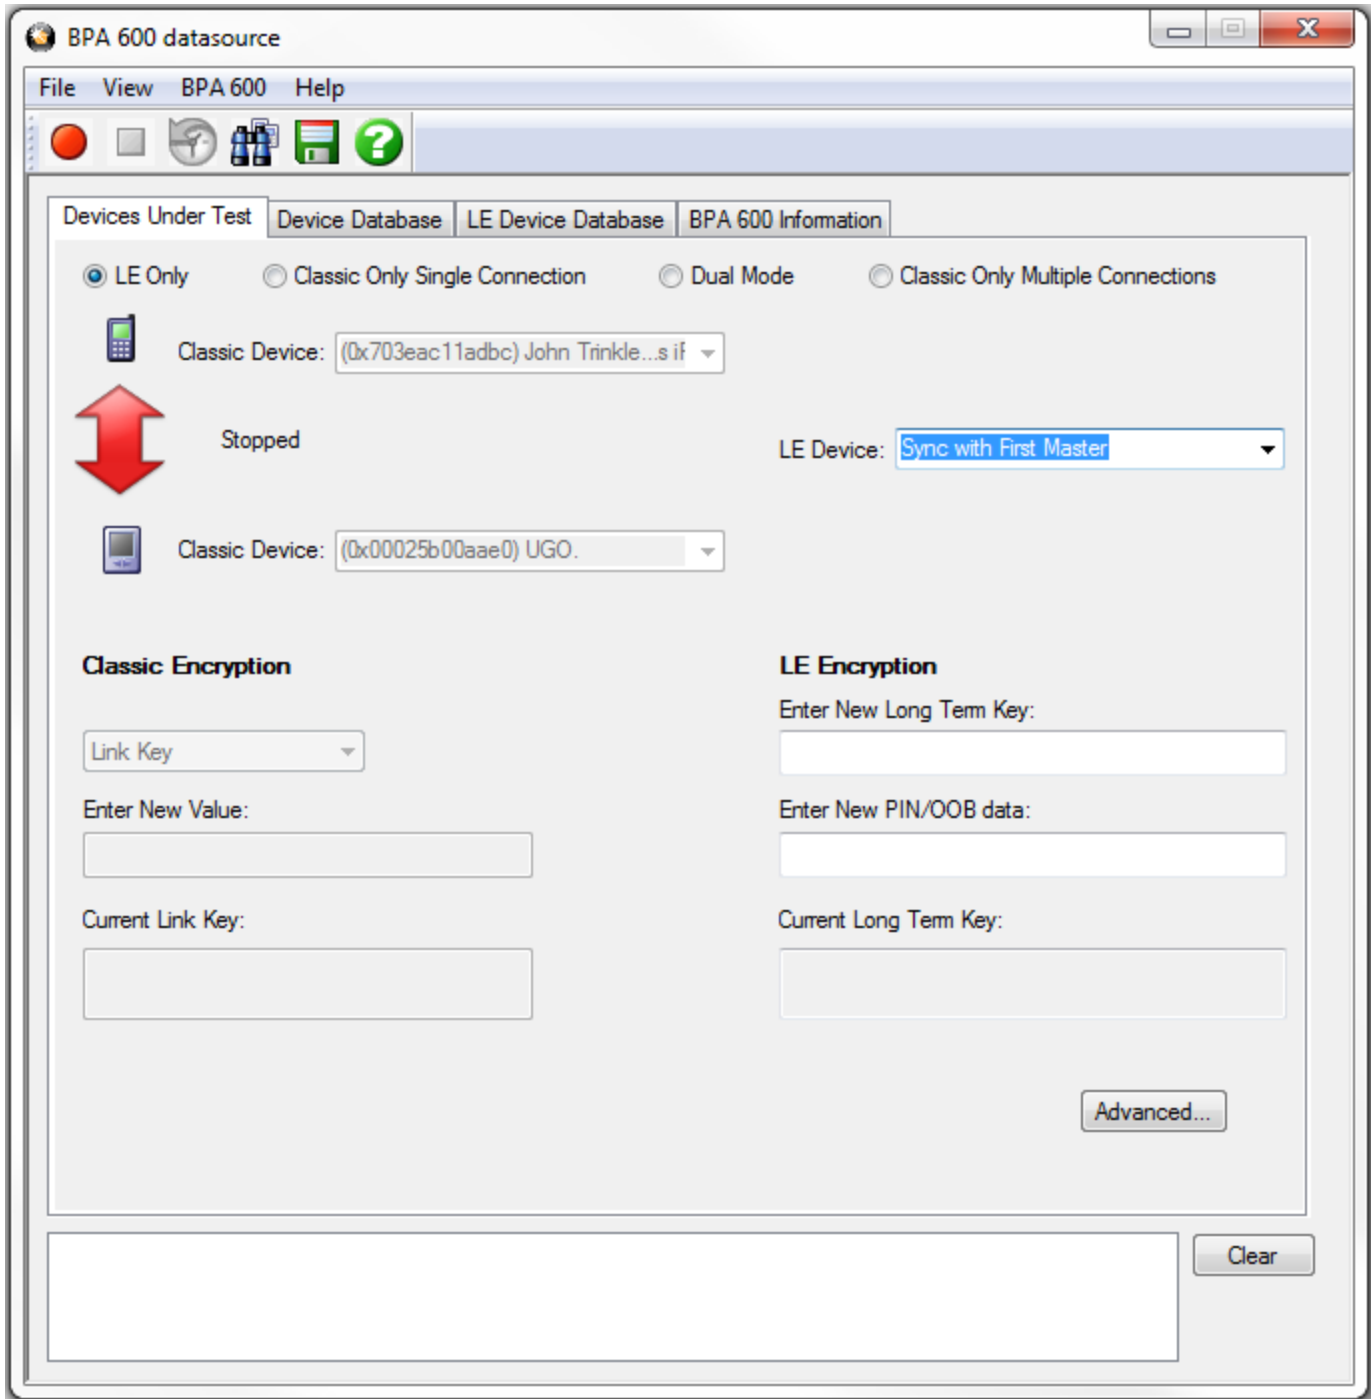 BPA 600 datasource
File View BPA 600 Help
Devices Under Test Device Database LE Device Database BPA 600 Information
LE Only Classic Only Single Connection Dual Mode Classic Only Multiple Connections
Classic Device: (0x703eac11adbc) John Trinkle...s iF
Stopped
LE Device: Sync with First Master
Classic Device: (0x00025b00aae0) UGO.
Classic Encryption LE Encryption
Enter New Long Term Key:
Link Key
Enter New Value: Enter New PIN/OOB data:
Current Link Key: Current Long Term Key:
Advanced...
Clear